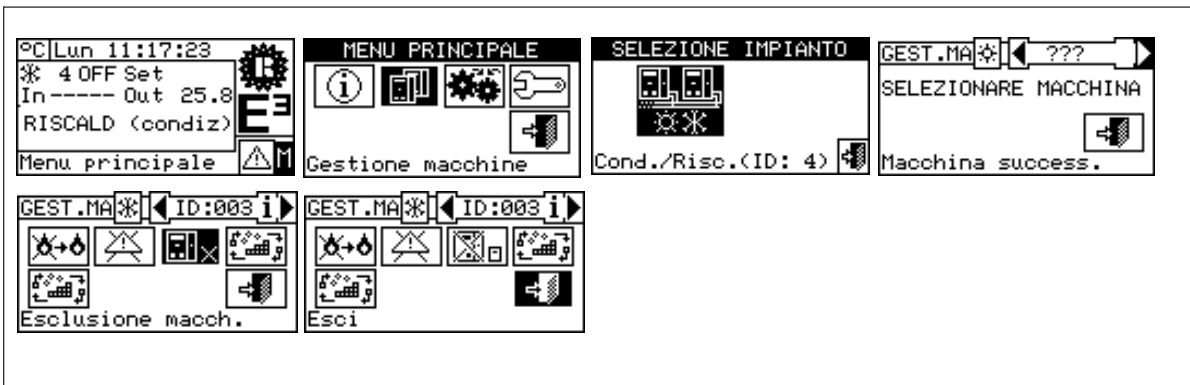 °C Lun 11:17:23
4 OFF Set
In ----- Out 25.8
RISCALD (condiz)
E³
Menu principale M
MENU PRINCIPALE
i
Gestione macchine
SELEZIONE IMPIANTO
Cond./Risc.(ID: 4)
GEST.MA ???
SELEZIONARE MACCHINA
Macchina success.
GEST.MA ID:003 i
Esclusione macch.
GEST.MA ID:003 i
Esci